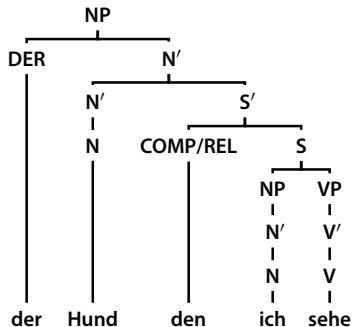 NP
DER N′
N′ S′
N COMP/REL S
NP VP
N′ V′
N V
der Hund den ich sehe